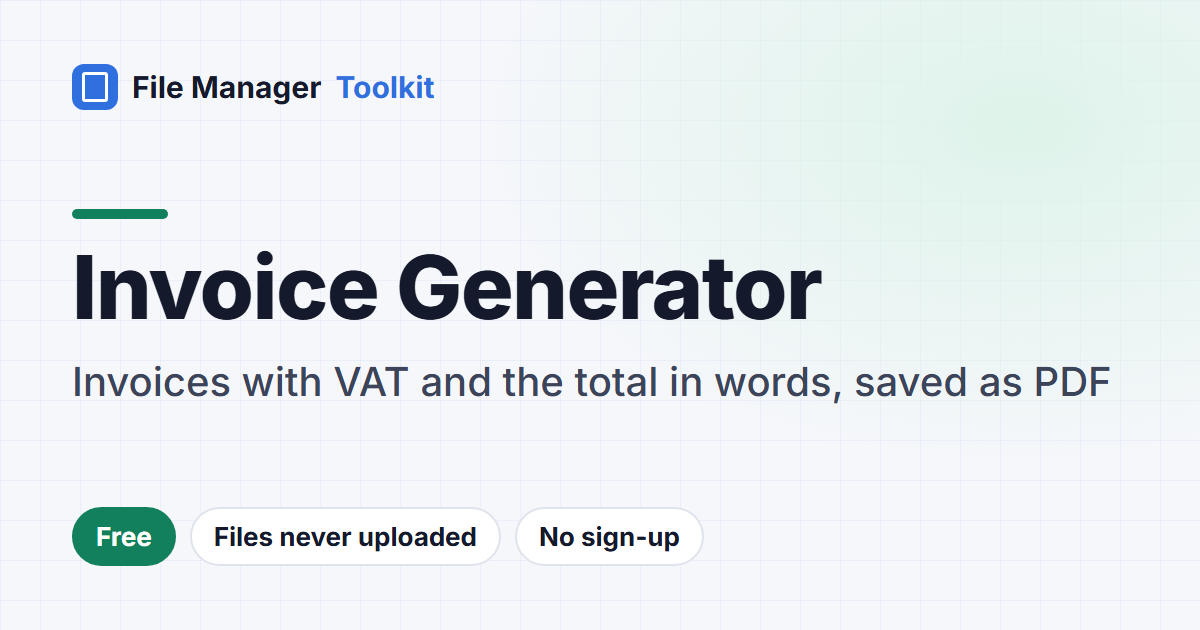 File Manager Toolkit
Invoice Generator
Invoices with VAT and the total in words, saved as PDF
Free
Files never uploaded
No sign-up